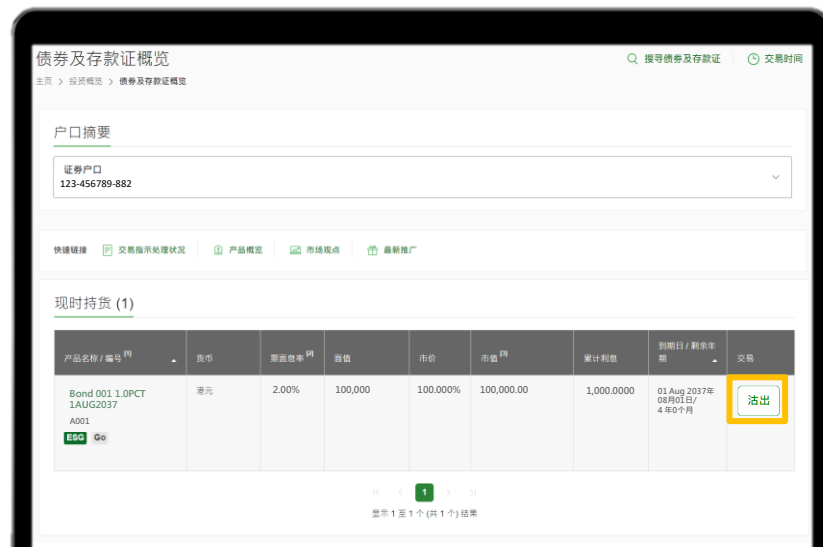 债券及存款证概览
搜寻债券及存款证
交易时间
主页 > 投资概览 > 债券及存款证概览
户口摘要
证券户口
123-456789-882
快速链接 交易指示处理状况 产品概览 市场观点 最新推广
现时持货 (1)
产品名称 / 编号 [1] 货币 票面息率 [2] 面值 市价 市值 [3] 累计利息 到期日 / 剩余年期 交易
Bond 001 1.0PCT
1AUG2037
A001
ESG Go
港元 2.00% 100,000 100.000% 100,000.00 1,000.0000
01 Aug 2037年
08月01日/
4 年0个月
沽出
1
显示 1 至 1 个 (共 1 个) 结果